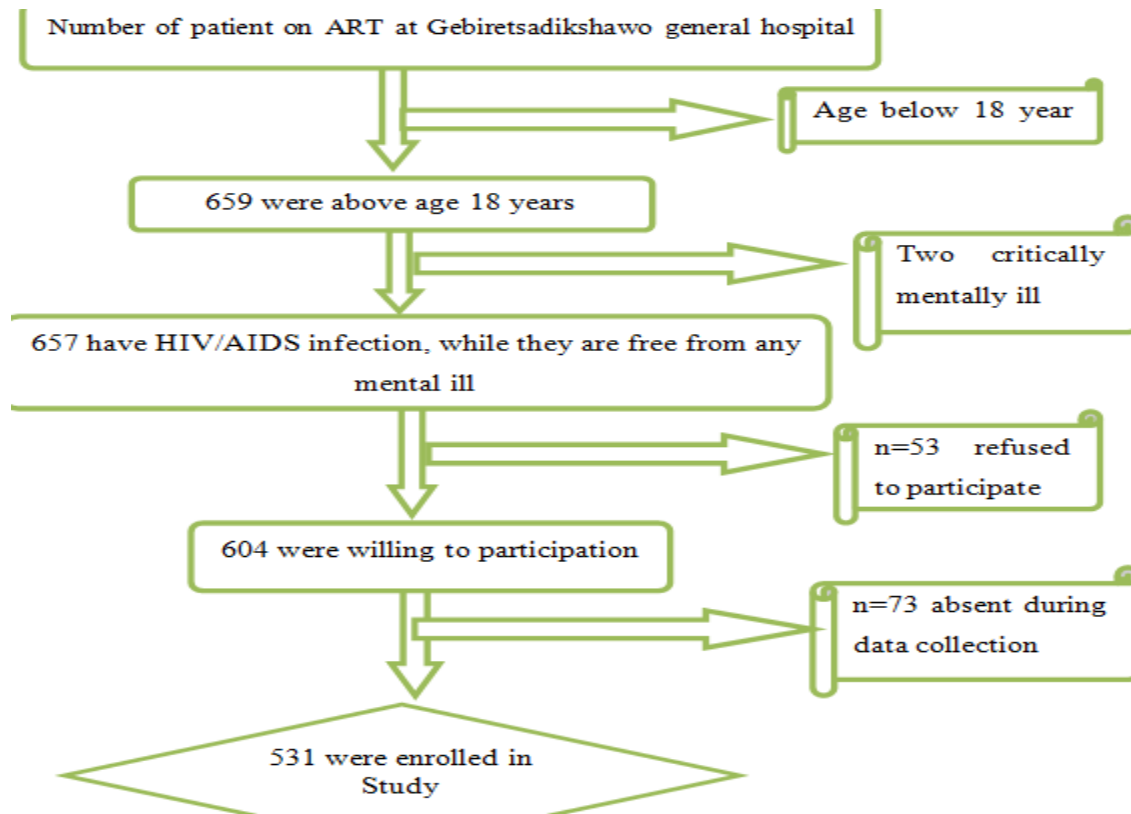 Number of patient on ART at Gebiretsadikshawo general hospital
Age below 18 year
659 were above age 18 years
Two critically
mentally ill
657 have HIV/AIDS infection, while they are free from any
mental ill
n=53 refused
to participate
604 were willing to participation
n=73 absent during
data collection
531 were enrolled in
Study